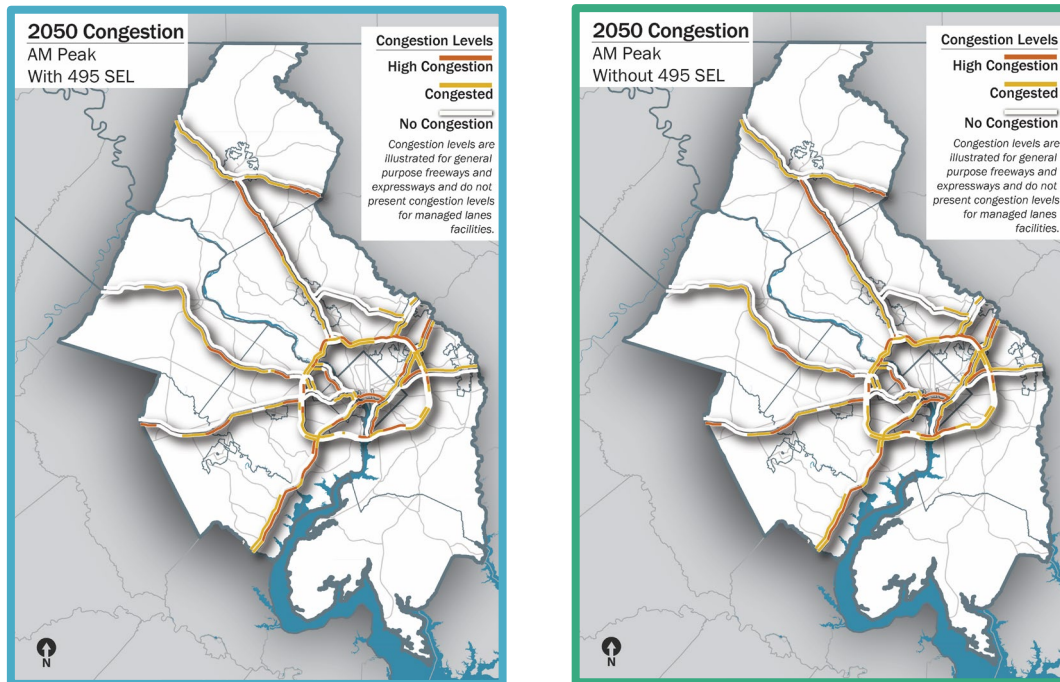 2050 Congestion
AM Peak
With 495 SEL
Congestion Levels
High Congestion
Congested
No Congestion
Congestion levels are
illustrated for general
purpose freeways and
expressways and do not
present congestion levels
for managed lanes
facilities.
N
2050 Congestion
AM Peak
Without 495 SEL
Congestion Levels
High Congestion
Congested
No Congestion
Congestion levels are
illustrated for general
purpose freeways and
expressways and do not
present congestion levels
for managed lanes
facilities.
N